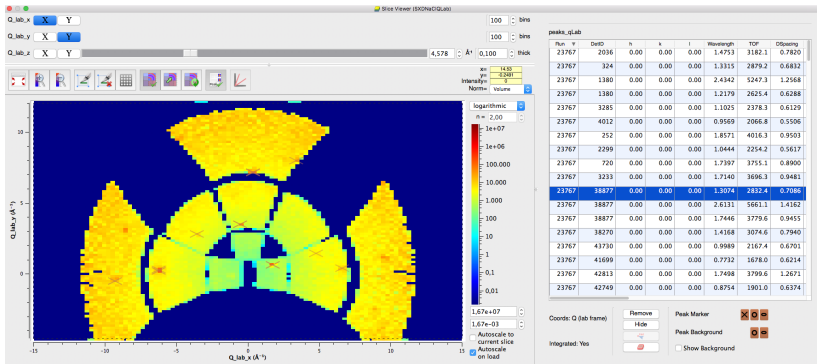 Slice Viewer (SXDNaClQLab)
Q_lab_x X Y 100 bins
Q_lab_y X Y 100 bins
Q_lab_z X Y 4,578 Å⁻¹ 0,100 thick
x= 14.53
y= -0.2481
Intensity= 0
Norm= Volume
logarithmic
n = 2,00
1e+07
1e+06
100.000
10.000
1.000
100
10
1
0,1
0,01
1,67e+07
1,67e-03
Autoscale to current slice
Autoscale on load
Q_lab_y (Å⁻¹)
10
5
0
-15 -10 -5 0 5 10 15
Q_lab_x (Å⁻¹)
peaks_qLab
Run DetID h k l Wavelength TOF DSpacing
23767 2036 0.00 0.00 0.00 1.4753 3182.1 0.7820
23767 324 0.00 0.00 0.00 1.3315 2879.2 0.6832
23767 1380 0.00 0.00 0.00 2.4342 5247.3 1.2568
23767 1380 0.00 0.00 0.00 1.2179 2625.4 0.6288
23767 3285 0.00 0.00 0.00 1.1025 2378.3 0.6129
23767 4012 0.00 0.00 0.00 0.9569 2066.8 0.5506
23767 252 0.00 0.00 0.00 1.8571 4016.3 0.9503
23767 2299 0.00 0.00 0.00 1.0444 2254.2 0.5617
23767 720 0.00 0.00 0.00 1.7397 3755.1 0.8900
23767 3233 0.00 0.00 0.00 1.7140 3696.3 0.9481
23767 38877 0.00 0.00 0.00 1.3074 2832.4 0.7086
23767 38877 0.00 0.00 0.00 2.6131 5661.1 1.4162
23767 38877 0.00 0.00 0.00 1.7446 3779.6 0.9455
23767 38270 0.00 0.00 0.00 1.4168 3074.6 0.7940
23767 43730 0.00 0.00 0.00 0.9989 2167.4 0.6701
23767 41699 0.00 0.00 0.00 0.7732 1678.0 0.6214
23767 42813 0.00 0.00 0.00 1.7498 3799.6 1.2671
23767 42749 0.00 0.00 0.00 0.8754 1901.0 0.6374
Coords: Q (lab frame)
Integrated: Yes
Remove
Hide
Peak Marker
Peak Background
Show Background